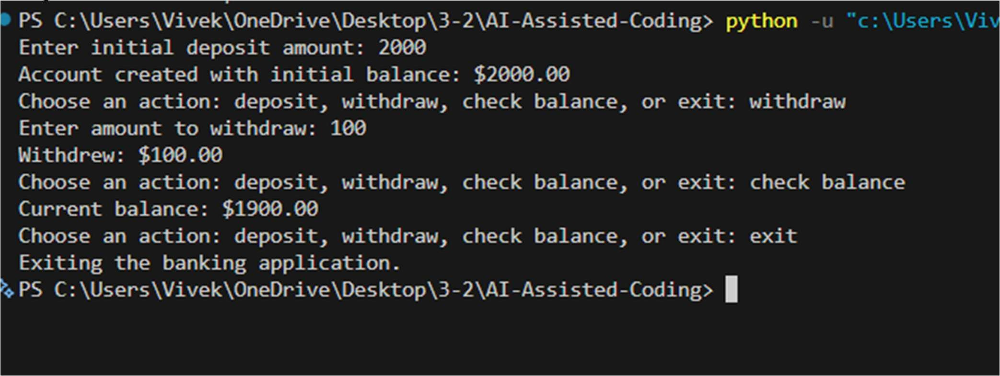 PS C:\Users\Vivek\OneDrive\Desktop\3-2\AI-Assisted-Coding> python -u "c:\Users\Viv
Enter initial deposit amount: 2000
Account created with initial balance: $2000.00
Choose an action: deposit, withdraw, check balance, or exit: withdraw
Enter amount to withdraw: 100
Withdrew: $100.00
Choose an action: deposit, withdraw, check balance, or exit: check balance
Current balance: $1900.00
Choose an action: deposit, withdraw, check balance, or exit: exit
Exiting the banking application.
PS C:\Users\Vivek\OneDrive\Desktop\3-2\AI-Assisted-Coding>